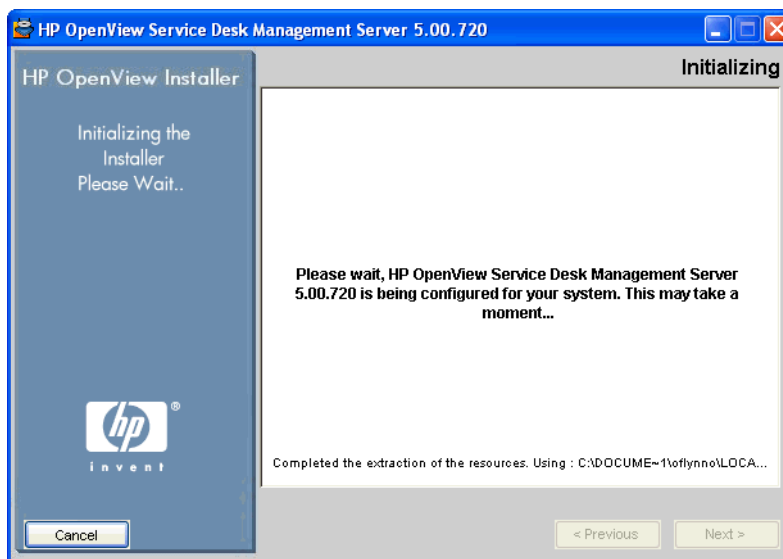 HP OpenView Service Desk Management Server 5.00.720
HP OpenView Installer
Initializing the
Installer
Please Wait..
hp
®
invent
Cancel
Initializing
Please wait, HP OpenView Service Desk Management Server
5.00.720 is being configured for your system. This may take a
moment...
Completed the extraction of the resources. Using : C:\DOCUME~1\oflynno\LOCA...
< Previous
Next >